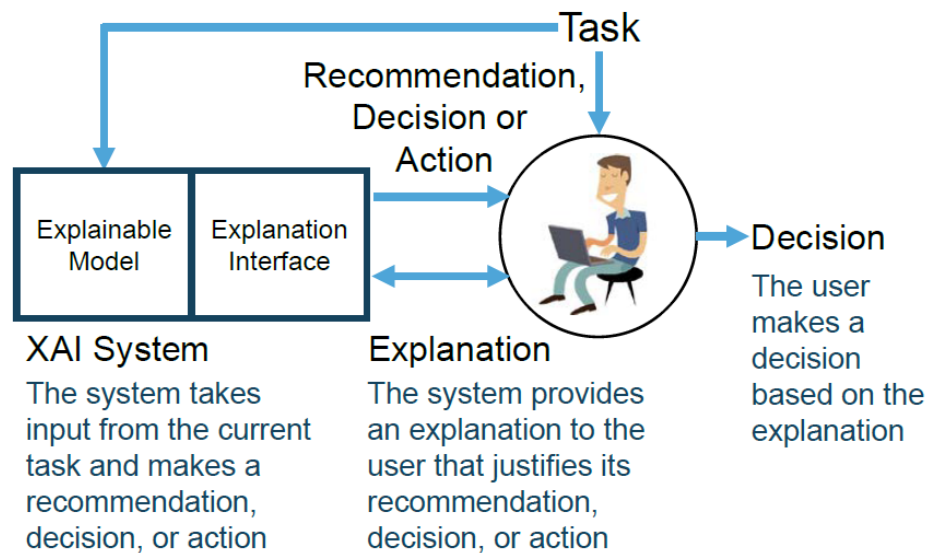 Task
Recommendation,
Decision or
Action
Explainable
Model
Explanation
Interface
Decision
The user
makes a
decision
based on the
explanation
XAI System
The system takes
input from the current
task and makes a
recommendation,
decision, or action
Explanation
The system provides
an explanation to the
user that justifies its
recommendation,
decision, or action